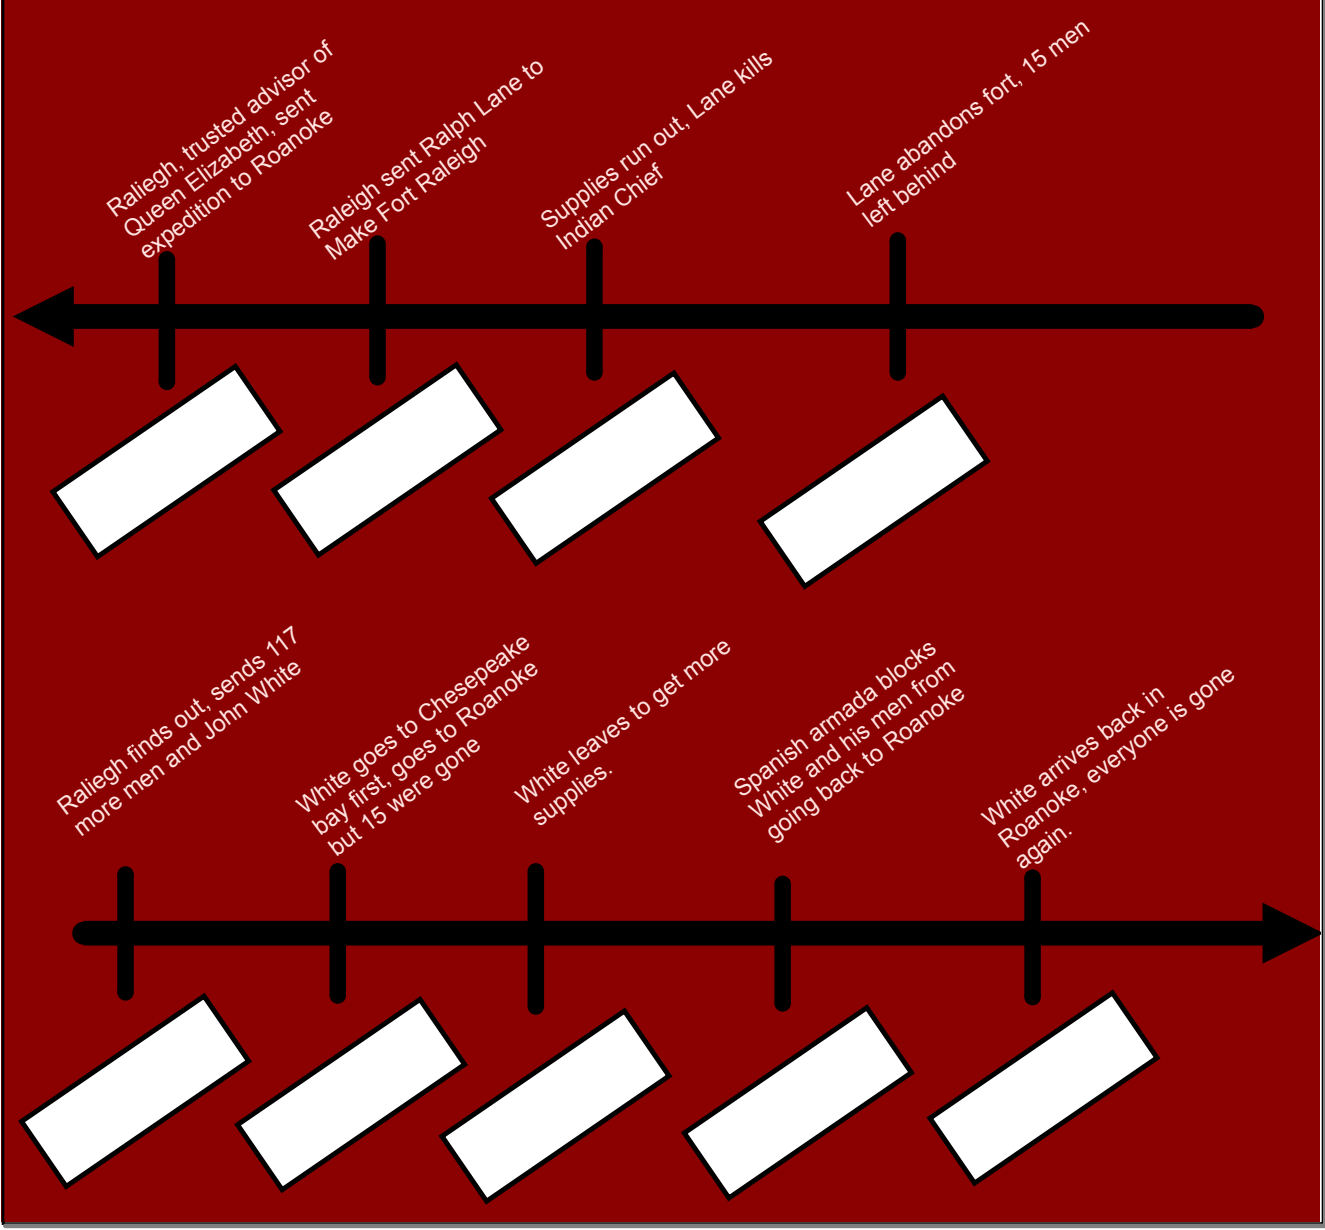 Raliegh, trusted advisor of
Queen Elizabeth, sent
expedition to Roanoke
Raleigh sent Ralph Lane to
Make Fort Raleigh
Supplies run out, Lane kills
Indian Chief
Lane abandons fort, 15 men
left behind
Raliegh finds out, sends 117
more men and John White
White goes to Chesepeake
bay first, goes to Roanoke
but 15 were gone
White leaves to get more
supplies.
Spanish armada blocks
White and his men from
going back to Roanoke
White arrives back in
Roanoke, everyone is gone
again.